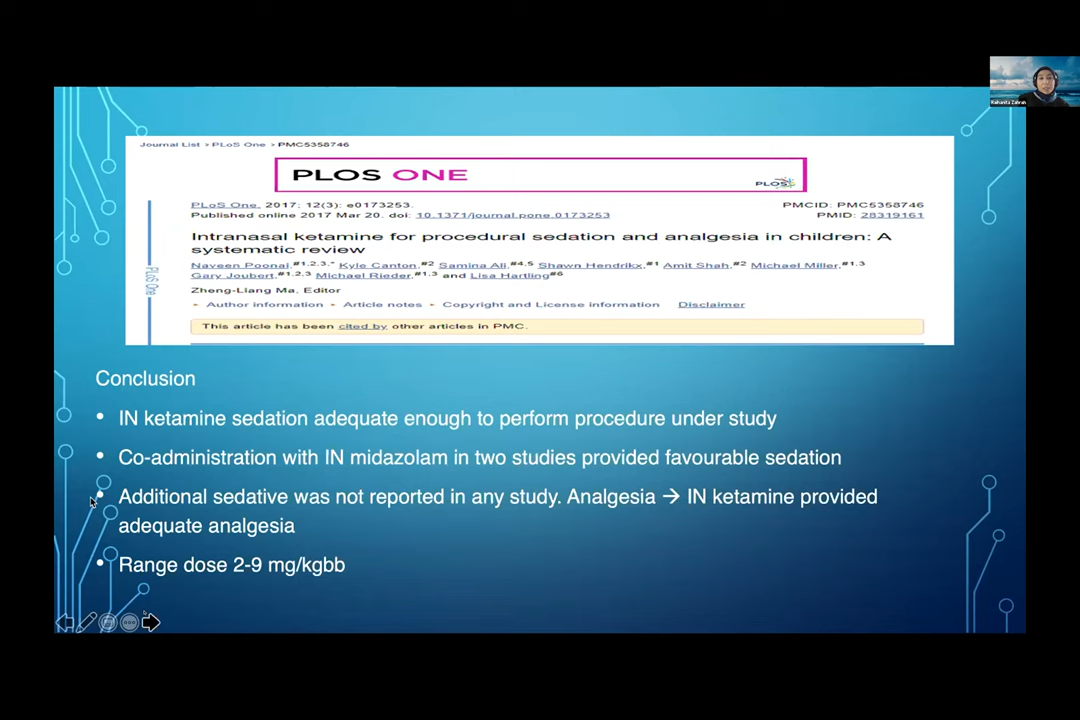 Raihanita Zahrah
Journal List > PLoS One > PMC5358746
PLOS ONE
PLOS
PLoS One. 2017; 12(3): e0173253.
PMCID: PMC5358746
Published online 2017 Mar 20. doi: 10.1371/journal.pone.0173253
PMID: 28319161
PLoS One
Intranasal ketamine for procedural sedation and analgesia in children: A
systematic review
Naveen Poonai,#1,2,3,* Kyle Canton,#2 Samina Ali,#4,5 Shawn Hendrikx,#1 Amit Shah,#2 Michael Miller,#1,3
Gary Joubert,#1,2,3 Michael Rieder,#1,3 and Lisa Hartling#6
Zheng-Liang Ma, Editor
• Author information • Article notes • Copyright and License information Disclaimer
This article has been cited by other articles in PMC.
Conclusion
• IN ketamine sedation adequate enough to perform procedure under study
• Co-administration with IN midazolam in two studies provided favourable sedation
• Additional sedative was not reported in any study. Analgesia → IN ketamine provided
adequate analgesia
• Range dose 2-9 mg/kgbb